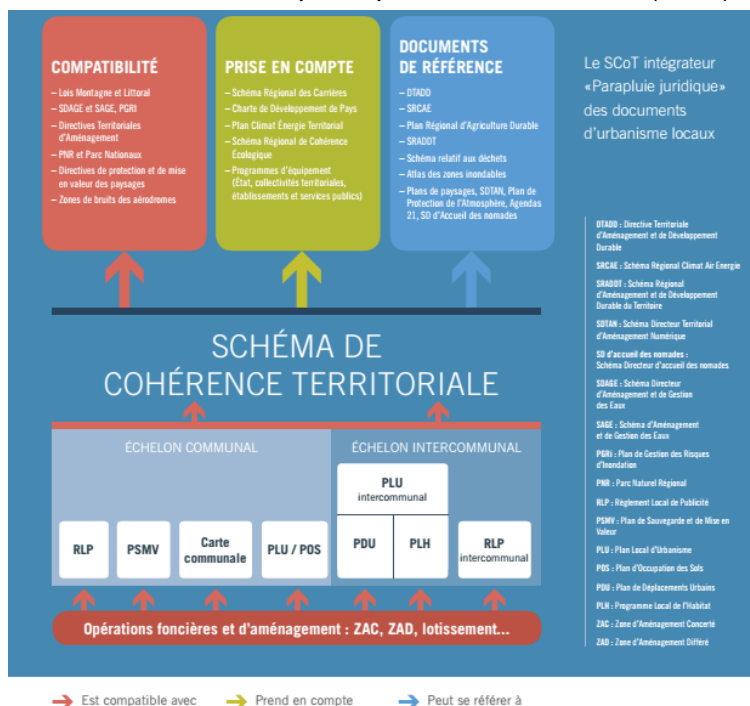 COMPATIBILITÉ
– Lois Montagne et Littoral
– SDAGE et SAGE, PGRI
– Directives Territoriales
d'Aménagement
– PNR et Parc Nationaux
– Directives de protection et de mise
en valeur des paysages
– Zones de bruits des aérodromes
PRISE EN COMPTE
– Schéma Régional des Carrières
– Charte de Développement de Pays
– Plan Climat Énergie Territorial
– Schéma Régional de Cohérence
Écologique
– Programmes d'équipement
(État, collectivités territoriales,
établissements et services publics)
DOCUMENTS
DE RÉFÉRENCE
– DTADD
– SRCAE
– Plan Régional d'Agriculture Durable
– SRADDT
– Schéma relatif aux déchets
– Atlas des zones inondables
– Plans de paysages, SDTAN, Plan de
Protection de l'Atmosphère, Agendas
21, SD d'Accueil des nomades
Le SCoT intégrateur
«Parapluie juridique»
des documents
d'urbanisme locaux
DTADD : Directive Territoriale
d'Aménagement et de Développement
Durable
SRCAE : Schéma Régional Climat Air Energie
SRADDT : Schéma Régional
d'Aménagement et de Développement
Durable du Territoire
SDTAN : Schéma Directeur Territorial
d'Aménagement Numérique
SD d'accueil des nomades :
Schéma Directeur d'accueil des nomades
SDAGE : Schéma Directeur
d'Aménagement et de Gestion
des Eaux
SAGE : Schéma d'Aménagement
et de Gestion des Eaux
PGRi : Plan de Gestion des Risques
d'Inondation
PNR : Parc Naturel Régional
RLP : Règlement Local de Publicité
PSMV : Plan de Sauvegarde et de Mise en
Valeur
PLU : Plan Local d'Urbanisme
POS : Plan d'Occupation des Sols
PDU : Plan de Déplacements Urbains
PLH : Programme Local de l'Habitat
ZAC : Zone d'Aménagement Concerté
ZAD : Zone d'Aménagement Différé
SCHÉMA DE
COHÉRENCE TERRITORIALE
ÉCHELON COMMUNAL
ÉCHELON INTERCOMMUNAL
PLU
intercommunal
RLP
PSMV
Carte
communale
PLU / POS
PDU
PLH
RLP
intercommunal
Opérations foncières et d'aménagement : ZAC, ZAD, lotissement...
Est compatible avec
Prend en compte
Peut se référer à